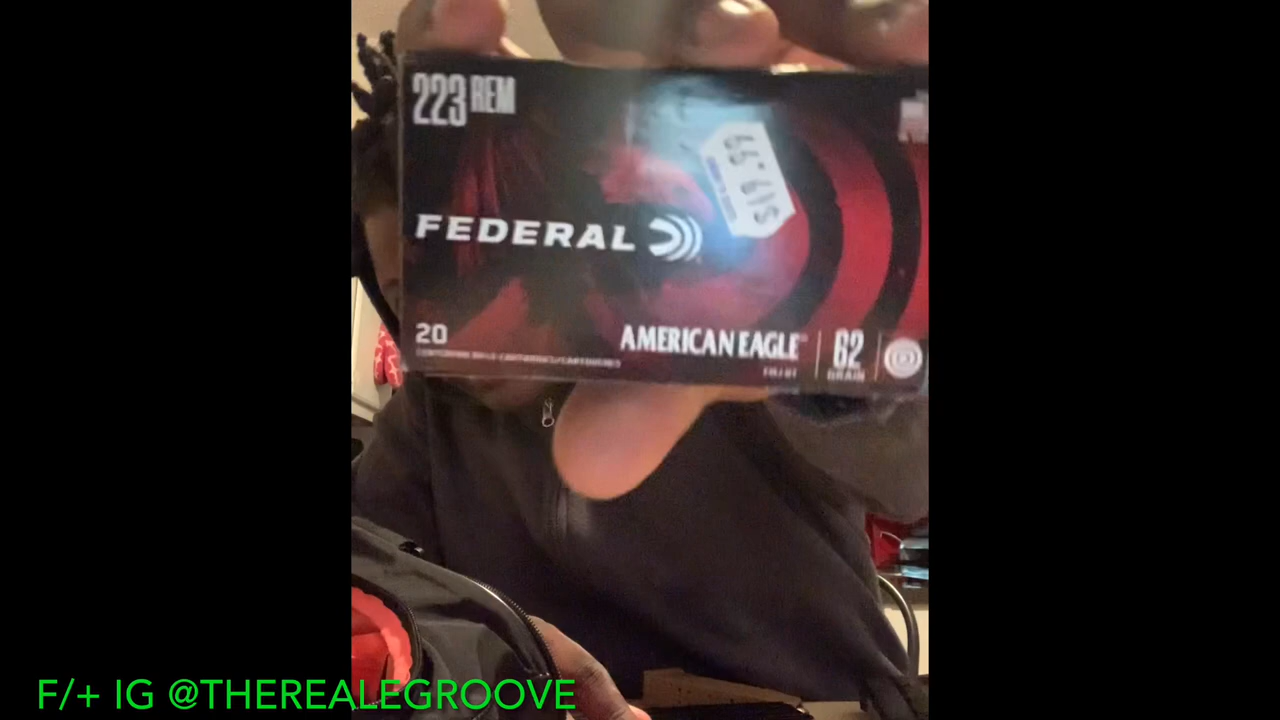 223 REM
$19.99
FEDERAL
20
AMERICAN EAGLE
62
GRAIN
F/+ IG @THEREALEGROOVE